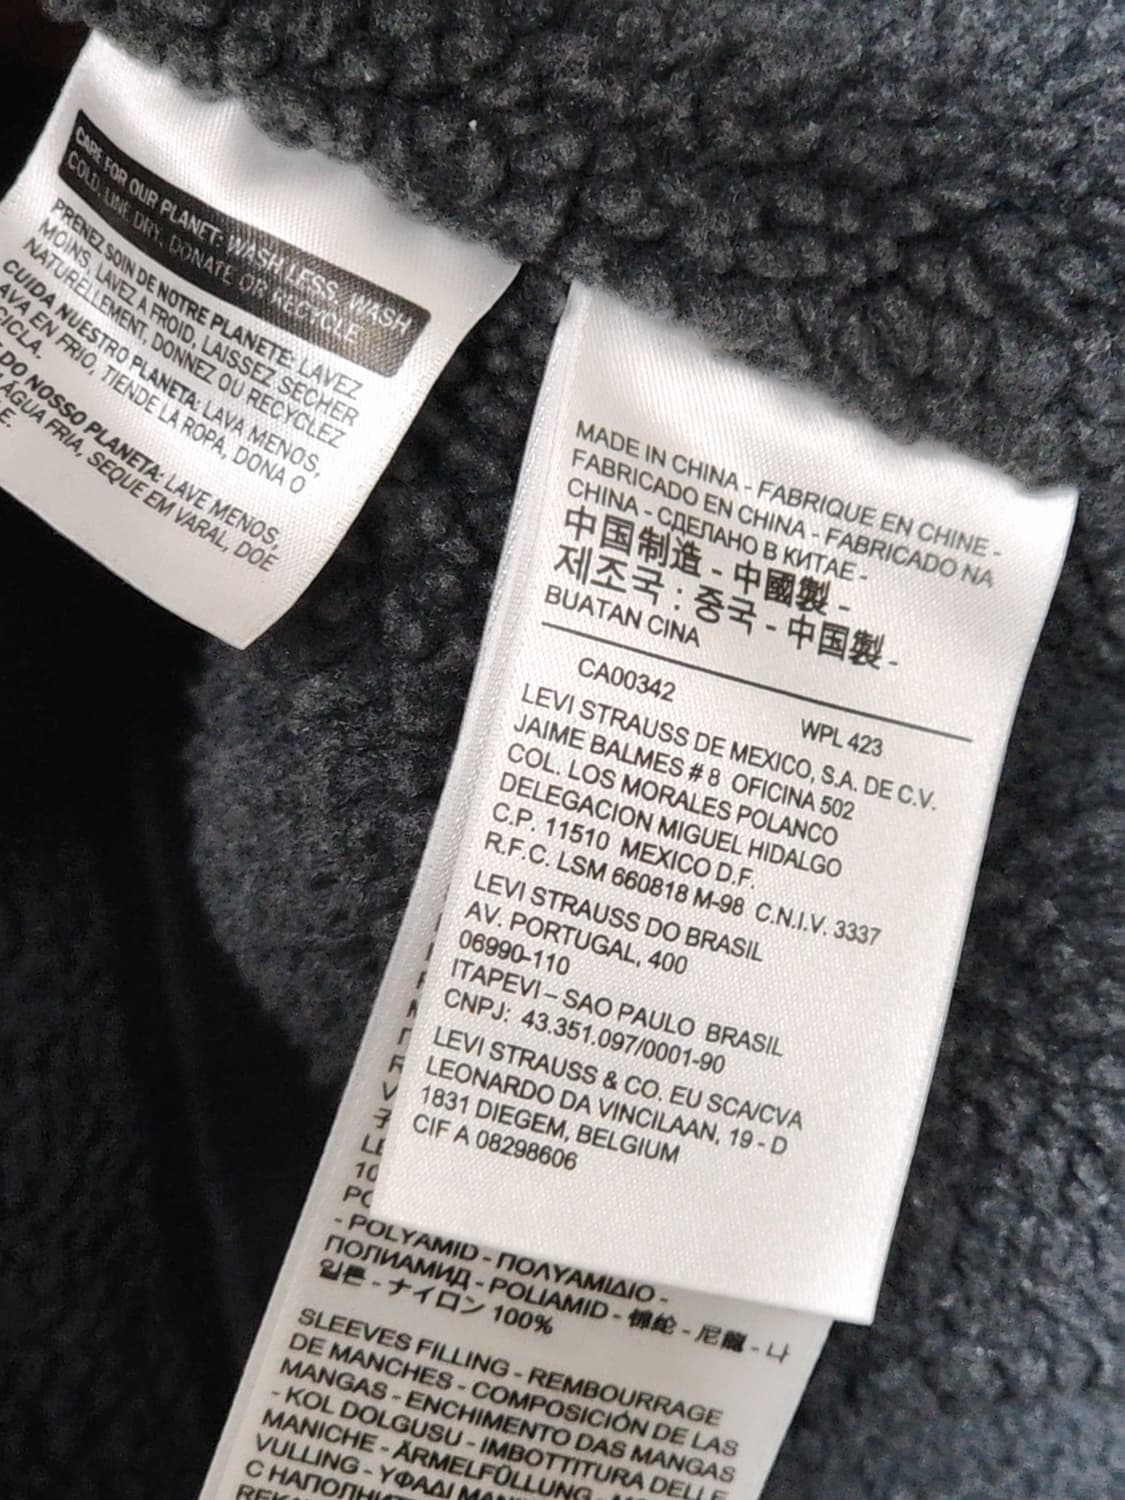 CARE FOR OUR PLANET: WASH LESS, WASH
COLD, LINE DRY, DONATE OR RECYCLE
PRENEZ SOIN DE NOTRE PLANETE: LAVEZ
MOINS, LAVEZ A FROID, LAISSEZ SECHER
NATURELLEMENT, DONNEZ OU RECYCLEZ
CUIDA NUESTRO PLANETA: LAVA MENOS,
LAVA EN FRIO, TIENDE LA ROPA, DONA O
NOSSO PLANETA: LAVE MENOS,
AGUA FRIA, SEQUE EM VARAL, DOE
MADE IN CHINA - FABRIQUE EN CHINE -
FABRICADO EN CHINA - FABRICADO NA
CHINA - СДЕЛАНО В КИТАЕ -
中国制造 - 中國製 -
제조국 : 중국 - 中国製 -
BUATAN CINA
CA00342 WPL 423
LEVI STRAUSS DE MEXICO, S.A. DE C.V.
JAIME BALMES # 8 OFICINA 502
COL. LOS MORALES POLANCO
DELEGACION MIGUEL HIDALGO
C.P. 11510 MEXICO D.F.
R.F.C. LSM 660818 M-98 C.N.I.V. 3337
LEVI STRAUSS DO BRASIL
AV. PORTUGAL, 400
06990-110
ITAPEVI – SAO PAULO BRASIL
CNPJ: 43.351.097/0001-90
LEVI STRAUSS & CO. EU SCA/CVA
LEONARDO DA VINCILAAN, 19 - D
1831 DIEGEM, BELGIUM
CIF A 08298606
- POLYAMID - ΠΟΛΥΑΜΙΔΙΟ -
ПОЛИАМИД - POLIAMID - 锦纶 - 尼龍 - 나
일론 - ナイロン 100%
SLEEVES FILLING - REMBOURRAGE
DE MANCHES - COMPOSICIÓN DE LAS
MANGAS - ENCHIMENTO DAS MANGAS
- KOL DOLGUSU - IMBOTTITURA DELLE
MANICHE - ÄRMELFÜLLUNG -
VULLING - ΥΦΑΔΙ